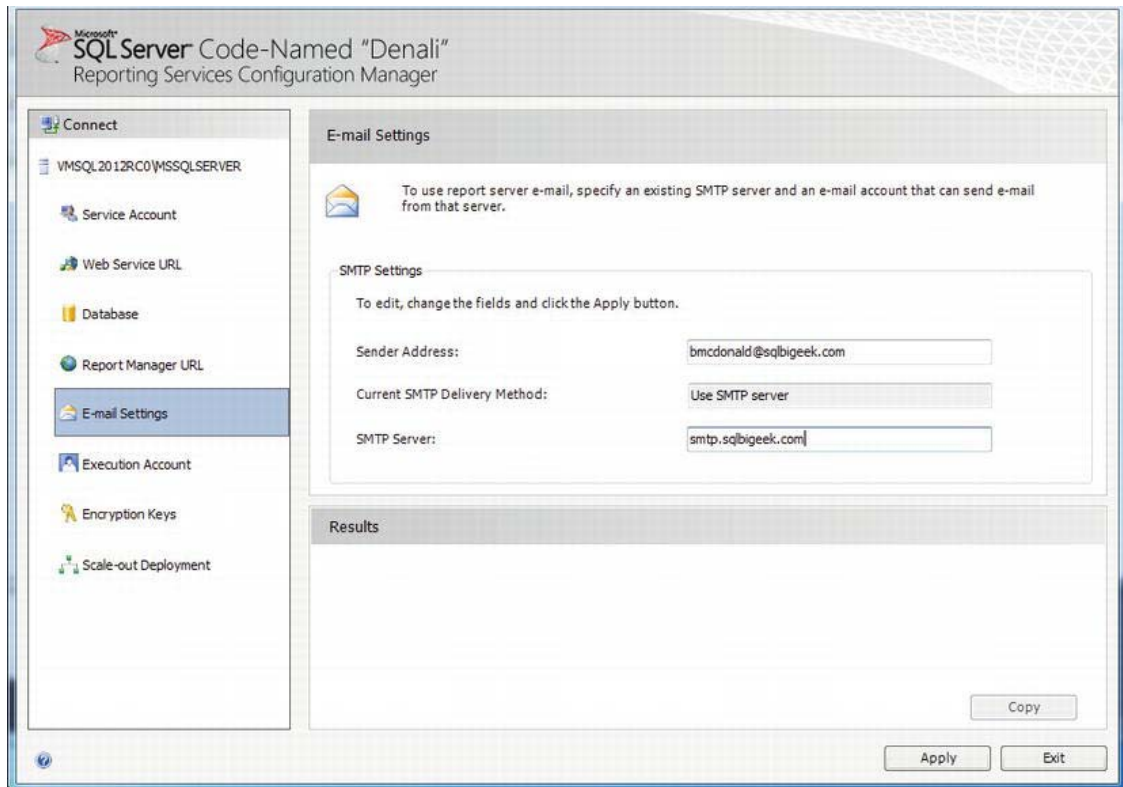 Microsoft®
SQL Server Code-Named "Denali"
Reporting Services Configuration Manager
Connect
VMSQL2012RC0\MSSQLSERVER
Service Account
Web Service URL
Database
Report Manager URL
E-mail Settings
Execution Account
Encryption Keys
Scale-out Deployment
E-mail Settings
To use report server e-mail, specify an existing SMTP server and an e-mail account that can send e-mail
from that server.
SMTP Settings
To edit, change the fields and click the Apply button.
Sender Address: bmcdonald@sqlbigeek.com
Current SMTP Delivery Method: Use SMTP server
SMTP Server: smtp.sqlbigeek.com
Results
Copy
Apply Exit